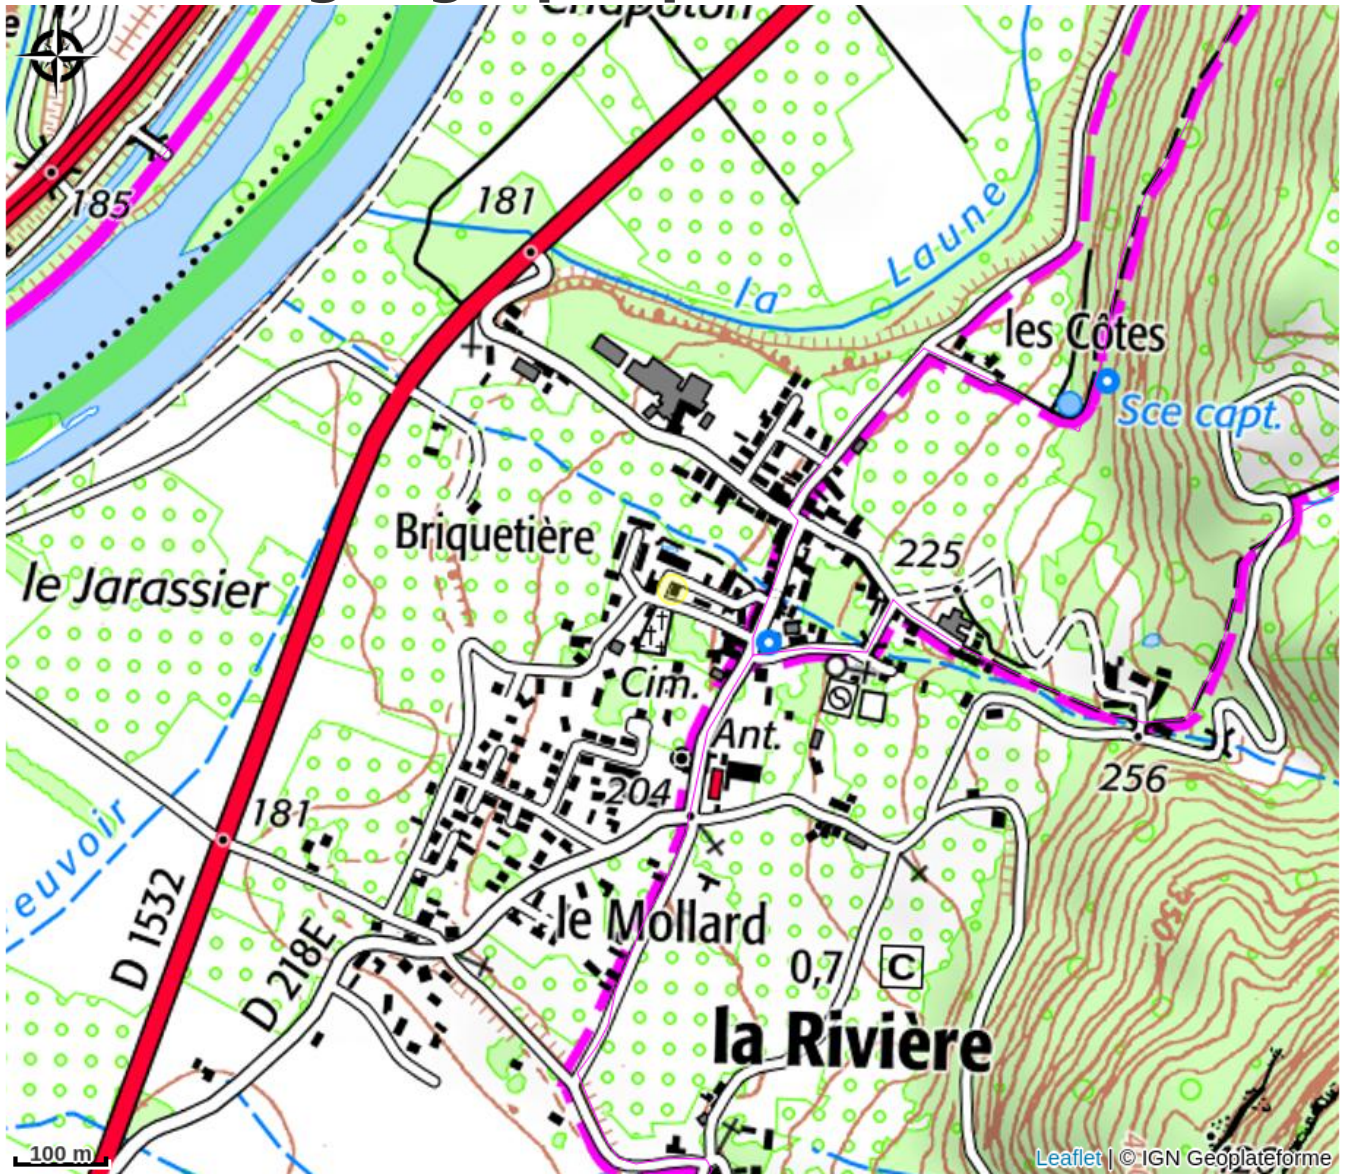 181
185
la Laune
les Côtes
Sce capt.
Briquetière
225
le Jarassier
Cim.
Ant.
204
256
181
euvoir
D 1532
D 218E
le Mollard
350
0,7
C
la Rivière
100 m
Leaflet | © IGN Geoplateforme